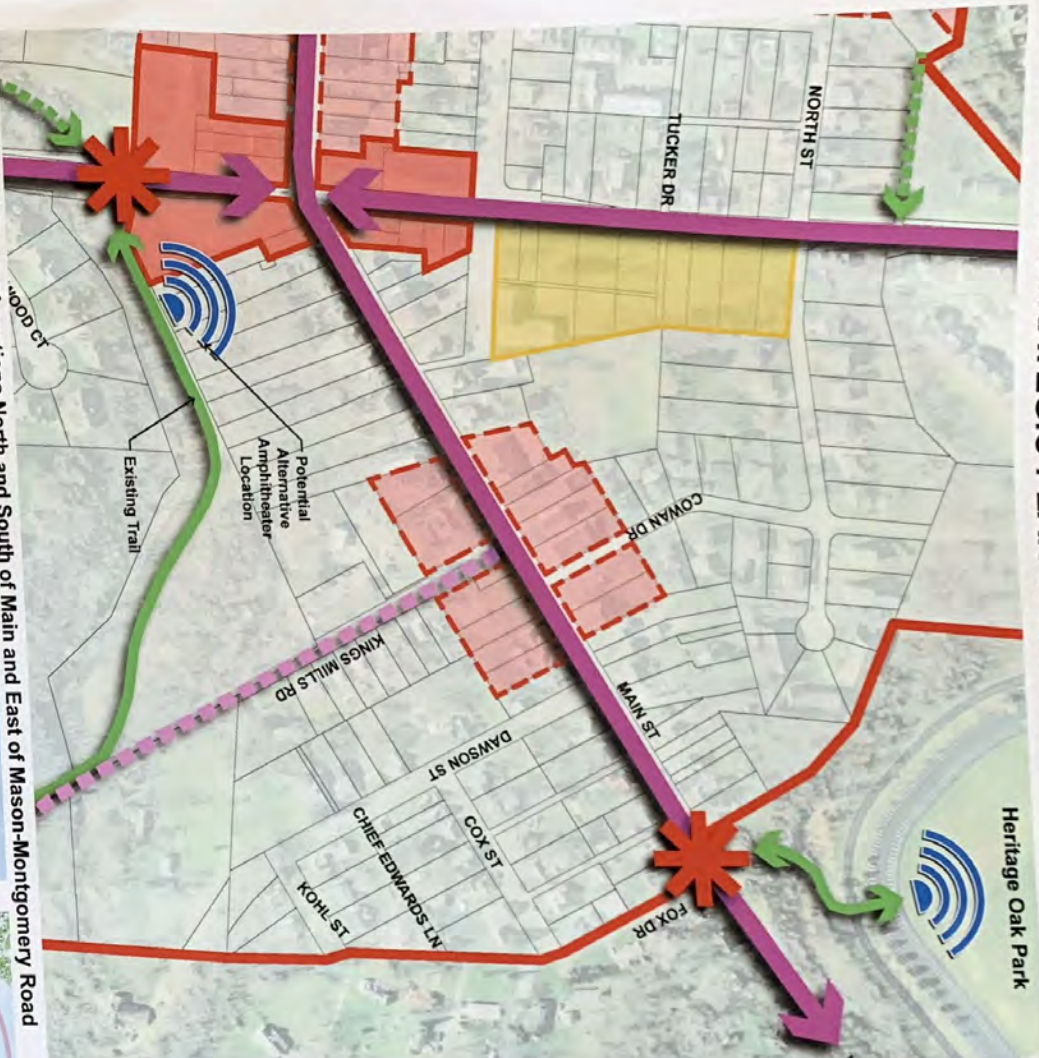 Heritage Oak Park
NORTH ST
TUCKER DR
COWAN DR
MAIN ST
KINGS MILLS RD
DAWSON ST
COX ST
CHIEF EDWARDS LN
KOHL ST
FOX DR
WOOD CT
Potential
Alternative
Amphitheater
Location
Existing Trail
North and South of Main and East of Mason-Montgomery Road